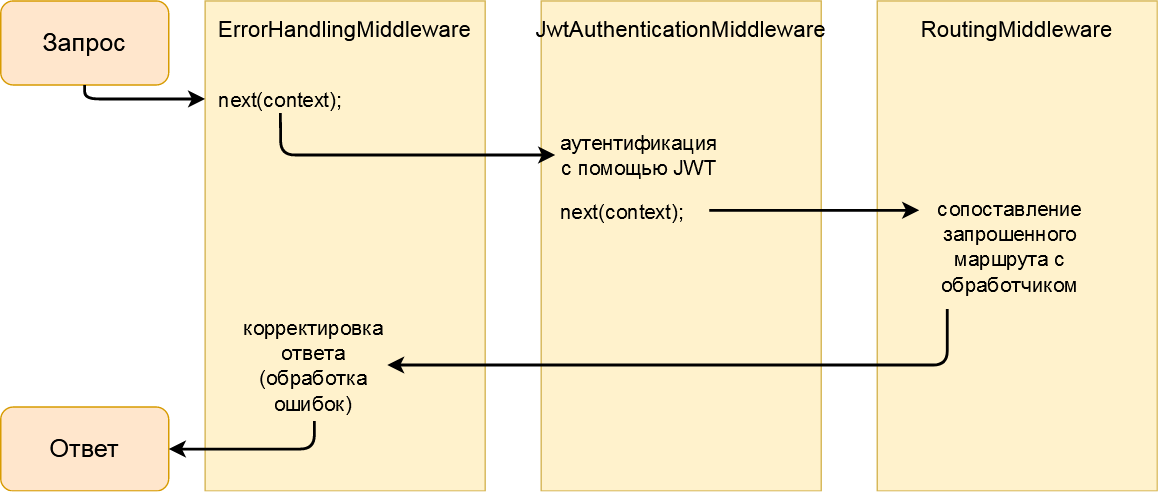 Запрос
ErrorHandlingMiddleware
JwtAuthenticationMiddleware
RoutingMiddleware
next(context);
аутентификация
с помощью JWT
next(context);
сопоставление
запрошенного
маршрута с
обработчиком
корректировка
ответа
(обработка
ошибок)
Ответ